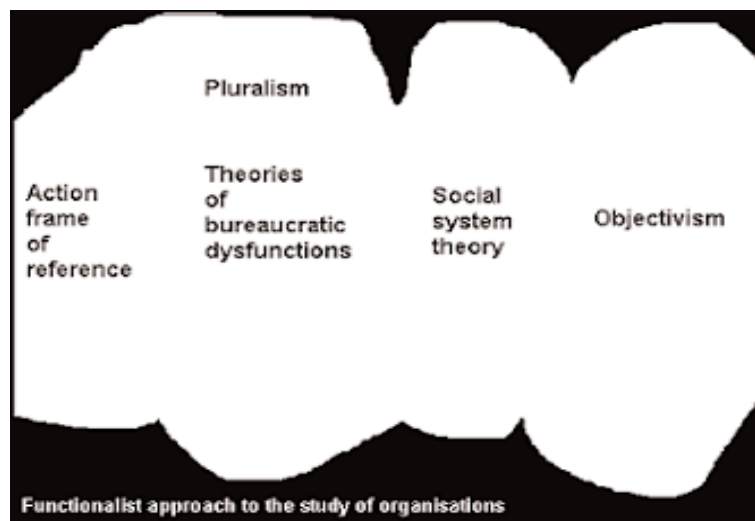 Pluralism
Action
frame
of
reference
Theories
of
bureaucratic
dysfunctions
Social
system
theory
Objectivism
Functionalist approach to the study of organisations